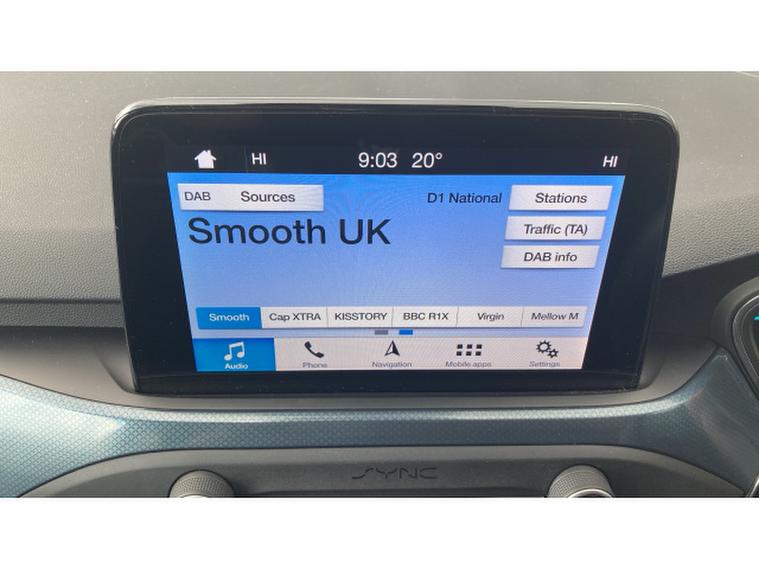 HI 9:03 20° HI
DAB Sources D1 National Stations
Smooth UK
Traffic (TA)
DAB info
Smooth Cap XTRA KISSTORY BBC R1X Virgin Mellow M
Audio Phone Navigation Mobile apps Settings
SYNC